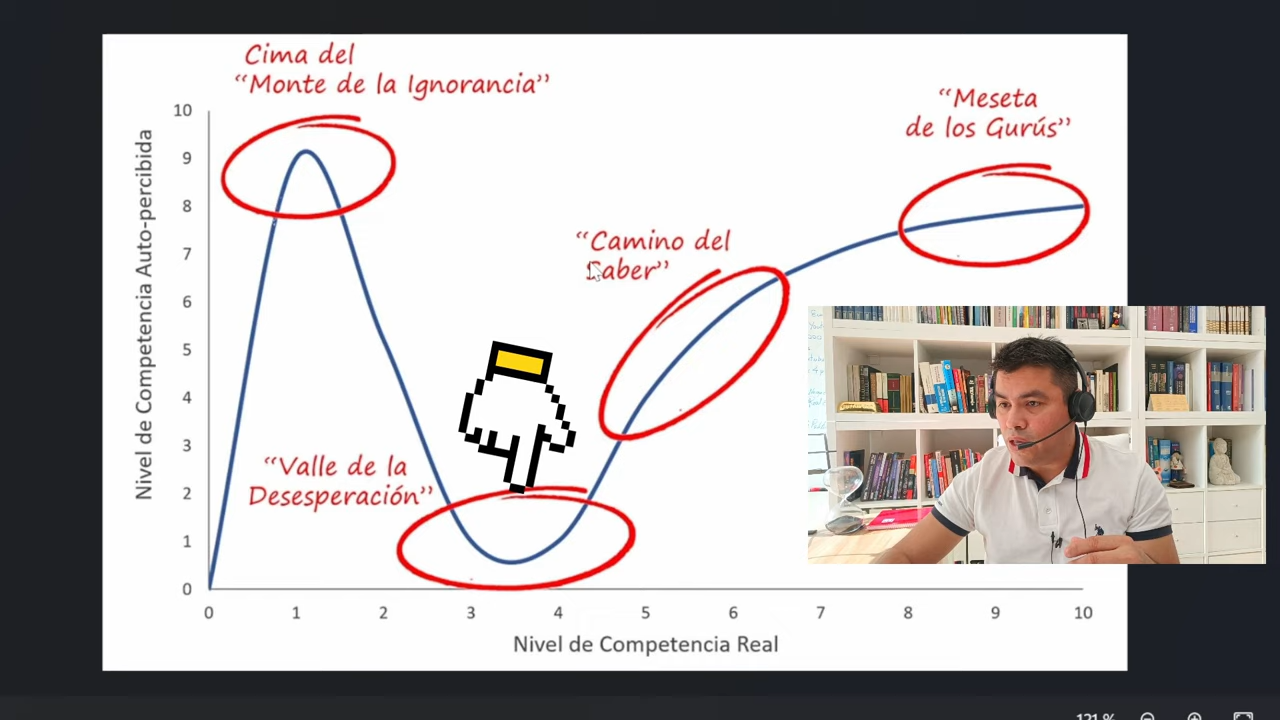 Cima del
“Monte de la Ignorancia”
“Meseta
de los Gurús”
“Camino del
Saber”
“Valle de la
Desesperación”
Nivel de Competencia Auto-percibida
10
9
8
7
6
5
4
3
2
1
0
0 1 2 3 4 5 6 7 8 9 10
Nivel de Competencia Real
121 %